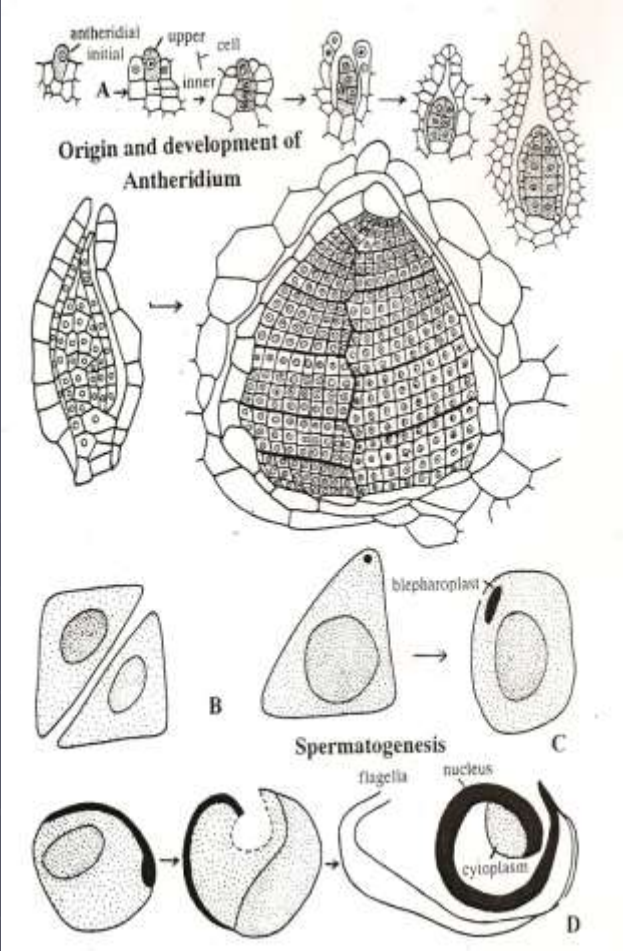 antheridial
initial
upper
cell
inner
A
Origin and development of
Antheridium
blepharoplast
B
C
Spermatogenesis
flagella
nucleus
cytoplasm
D